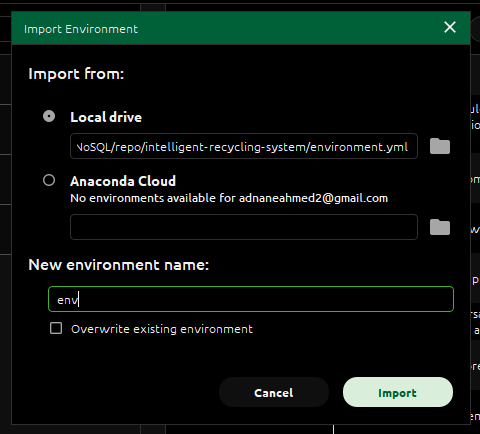 Import Environment
Import from:
Local drive
NoSQL/repo/intelligent-recycling-system/environment.yml
Anaconda Cloud
No environments available for adnaneahmed2@gmail.com
New environment name:
env
Overwrite existing environment
Cancel
Import